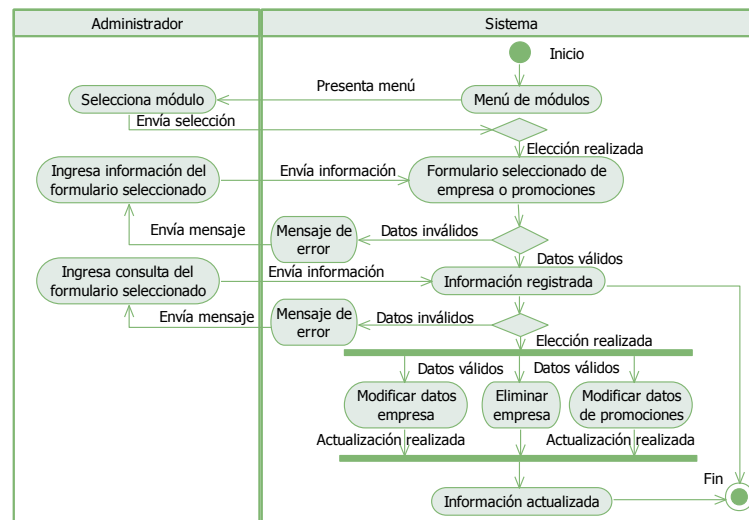 Administrador
Sistema
Inicio
Presenta menú
Selecciona módulo
Menú de módulos
Envía selección
Elección realizada
Ingresa información del
formulario seleccionado
Envía información
Formulario seleccionado de
empresa o promociones
Envía mensaje
Mensaje de
error
Datos inválidos
Datos válidos
Ingresa consulta del
formulario seleccionado
Envía información
Información registrada
Envía mensaje
Mensaje de
error
Datos inválidos
Elección realizada
Datos válidos
Datos válidos
Modificar datos
empresa
Eliminar
empresa
Modificar datos
de promociones
Actualización realizada
Actualización realizada
Fin
Información actualizada